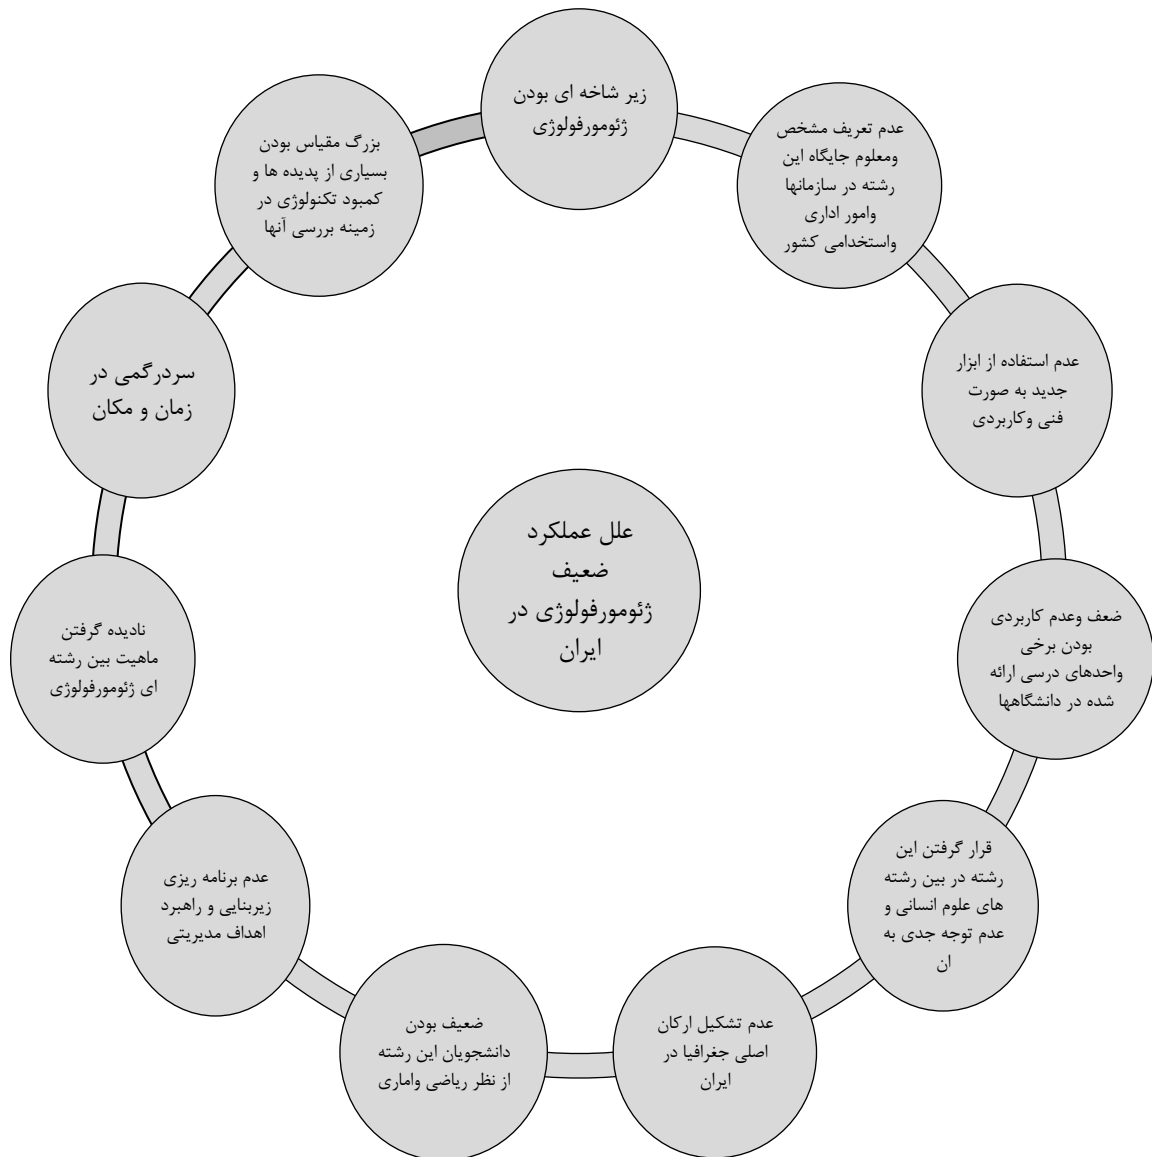 زیر شاخه ای بودن
ژئومورفولوژی
عدم تعریف مشخص
ومعلوم جایگاه این
رشته در سازمانها
وامور اداری
واستخدامی کشور
عدم استفاده از ابزار
جدید به صورت
فنی وکاربردی
ضعف وعدم کاربردی
بودن برخی
واحدهای درسی ارائه
شده در دانشگاهها
قرار گرفتن این
رشته در بین رشته
های علوم انسانی و
عدم توجه جدی به
ان
عدم تشکیل ارکان
اصلی جغرافیا در
ایران
ضعیف بودن
دانشجویان این رشته
از نظر ریاضی واماری
عدم برنامه ریزی
زیربنایی و راهبرد
اهداف مدیریتی
نادیده گرفتن
ماهیت بین رشته
ای ژئومورفولوژی
سردرگمی در
زمان و مکان
بزرگ مقیاس بودن
بسیاری از پدیده ها و
کمبود تکنولوژی در
زمینه بررسی آنها
علل عملکرد
ضعیف
ژئومورفولوژی در
ایران